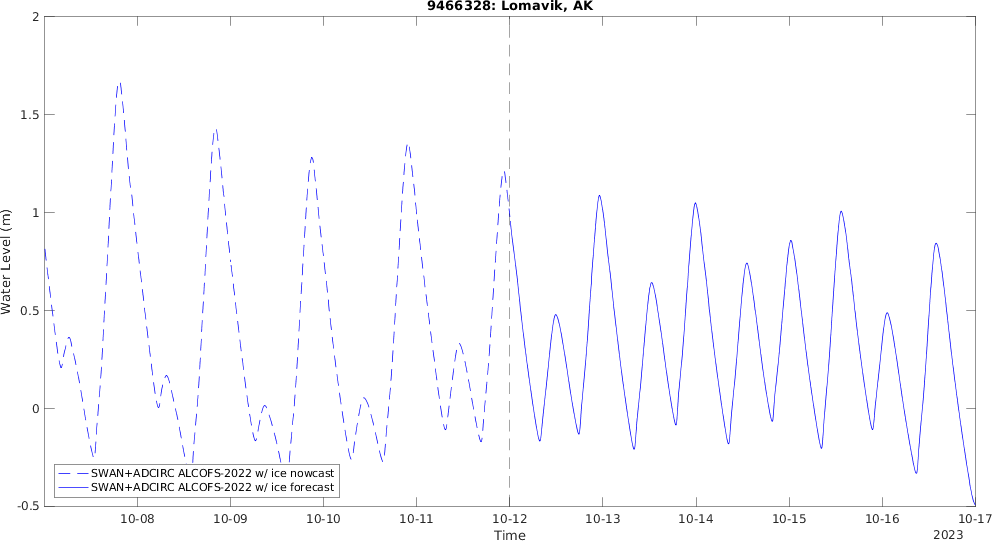 9466328: Lomavik, AK
2
1.5
1
0.5
0
-0.5
Water Level (m)
SWAN+ADCIRC ALCOFS-2022 w/ ice nowcast
SWAN+ADCIRC ALCOFS-2022 w/ ice forecast
10-08 10-09 10-10 10-11 10-12 10-13 10-14 10-15 10-16 10-17
Time
2023